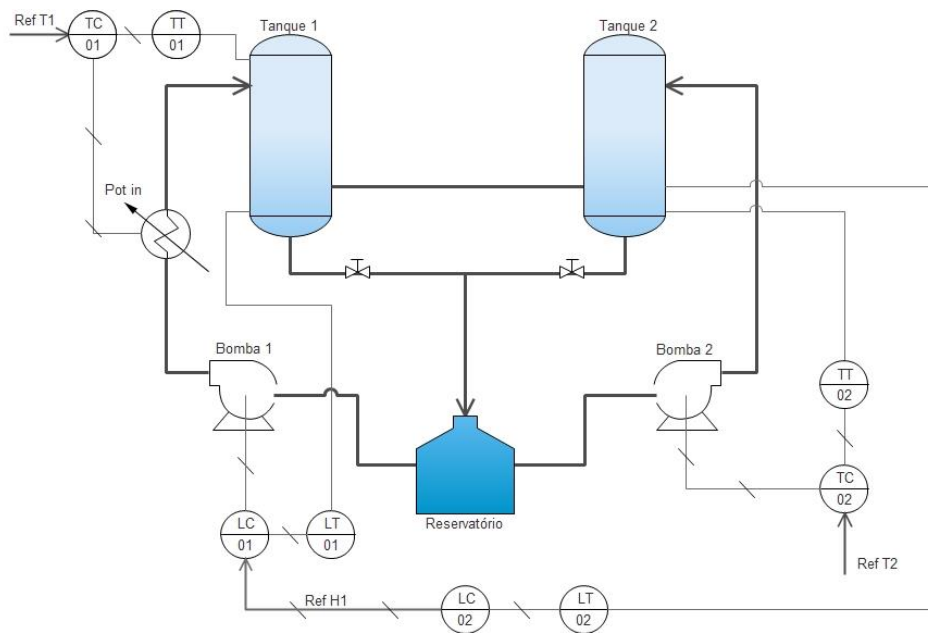 Ref T1
TC
01
TT
01
Tanque 1
Tanque 2
Pot in
Bomba 1
Bomba 2
TT
02
TC
02
Reservatório
LC
01
LT
01
Ref T2
Ref H1
LC
02
LT
02